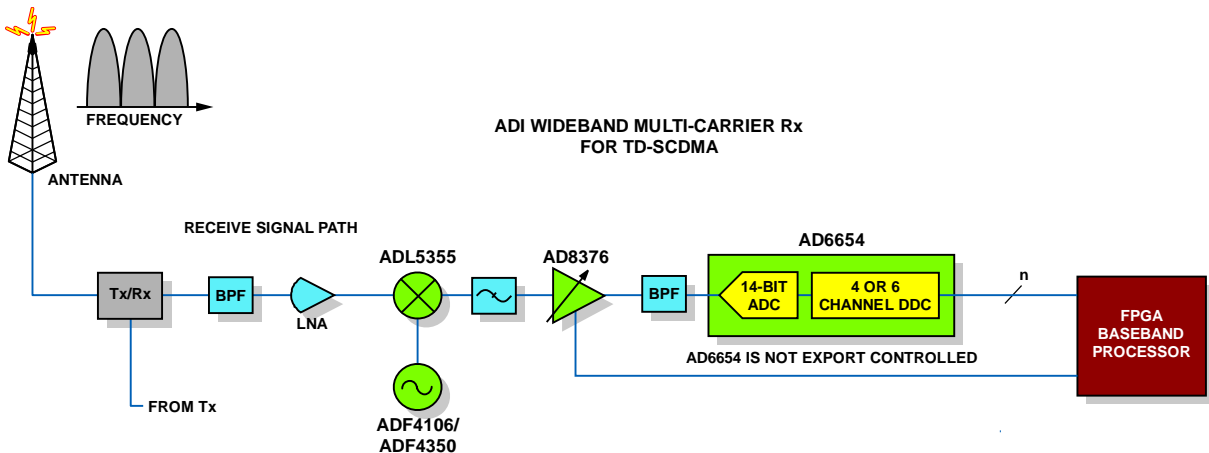 FREQUENCY
ADI WIDEBAND MULTI-CARRIER Rx
FOR TD-SCDMA
ANTENNA
RECEIVE SIGNAL PATH
Tx/Rx
BPF
LNA
ADL5355
AD8376
BPF
AD6654
14-BIT
ADC
4 OR 6
CHANNEL DDC
n
FPGA
BASEBAND
PROCESSOR
AD6654 IS NOT EXPORT CONTROLLED
FROM Tx
ADF4106/
ADF4350